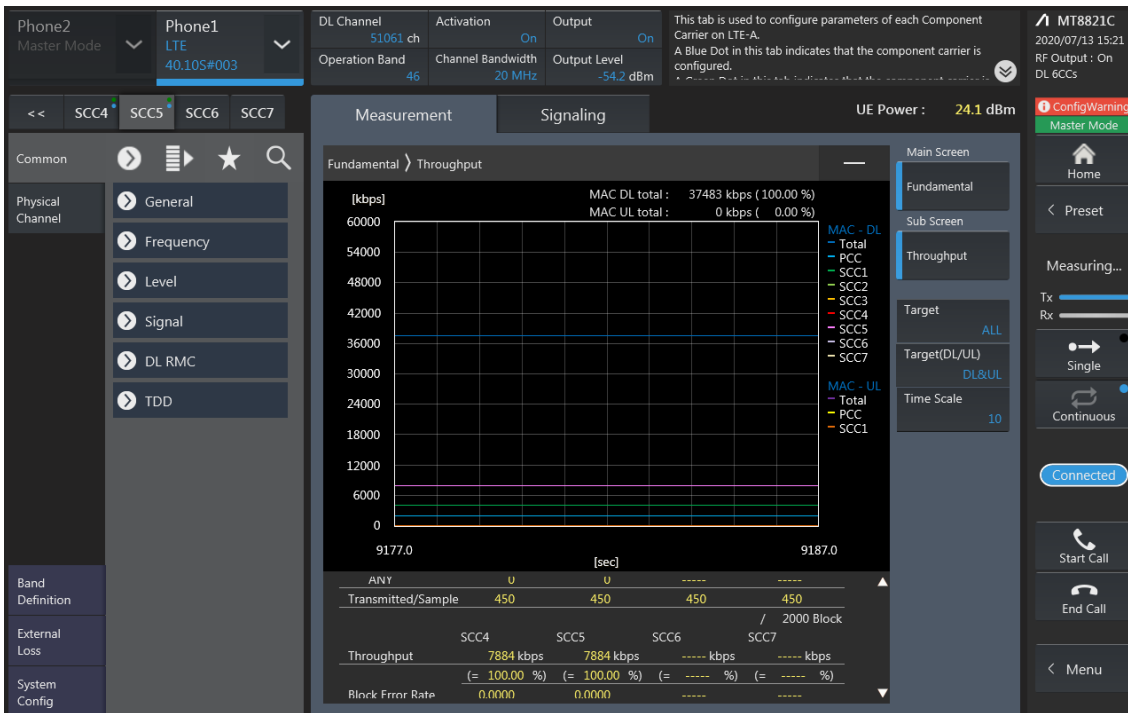 Phone2
Master Mode
Phone1
LTE
40.10S#003
DL Channel
51061 ch
Activation
On
Output
On
Operation Band
46
Channel Bandwidth
20 MHz
Output Level
-54.2 dBm
This tab is used to configure parameters of each Component
Carrier on LTE-A.
A Blue Dot in this tab indicates that the component carrier is
configured.
MT8821C
2020/07/13 15:21
RF Output : On
DL 6CCs
<< SCC4 SCC5 SCC6 SCC7
Measurement
Signaling
UE Power : 24.1 dBm
ConfigWarning
Master Mode
Common
Physical
Channel
General
Frequency
Level
Signal
DL RMC
TDD
Band
Definition
External
Loss
System
Config
Fundamental ❭ Throughput
[kbps]
MAC DL total : 37483 kbps ( 100.00 %)
MAC UL total : 0 kbps ( 0.00 %)
60000
54000
48000
42000
36000
30000
24000
18000
12000
6000
0
9177.0
9187.0
[sec]
MAC - DL
Total
PCC
SCC1
SCC2
SCC3
SCC4
SCC5
SCC6
SCC7
MAC - UL
Total
PCC
SCC1
ANY 0 0 ----- -----
Transmitted/Sample 450 450 450 450
/ 2000 Block
SCC4 SCC5 SCC6 SCC7
Throughput 7884 kbps 7884 kbps ----- kbps ----- kbps
(= 100.00 %) (= 100.00 %) (= ----- %) (= ----- %)
Block Error Rate 0.0000 0.0000 ----- -----
Main Screen
Fundamental
Sub Screen
Throughput
Target
ALL
Target(DL/UL)
DL&UL
Time Scale
10
Home
< Preset
Measuring...
Tx
Rx
Single
Continuous
Connected
Start Call
End Call
< Menu